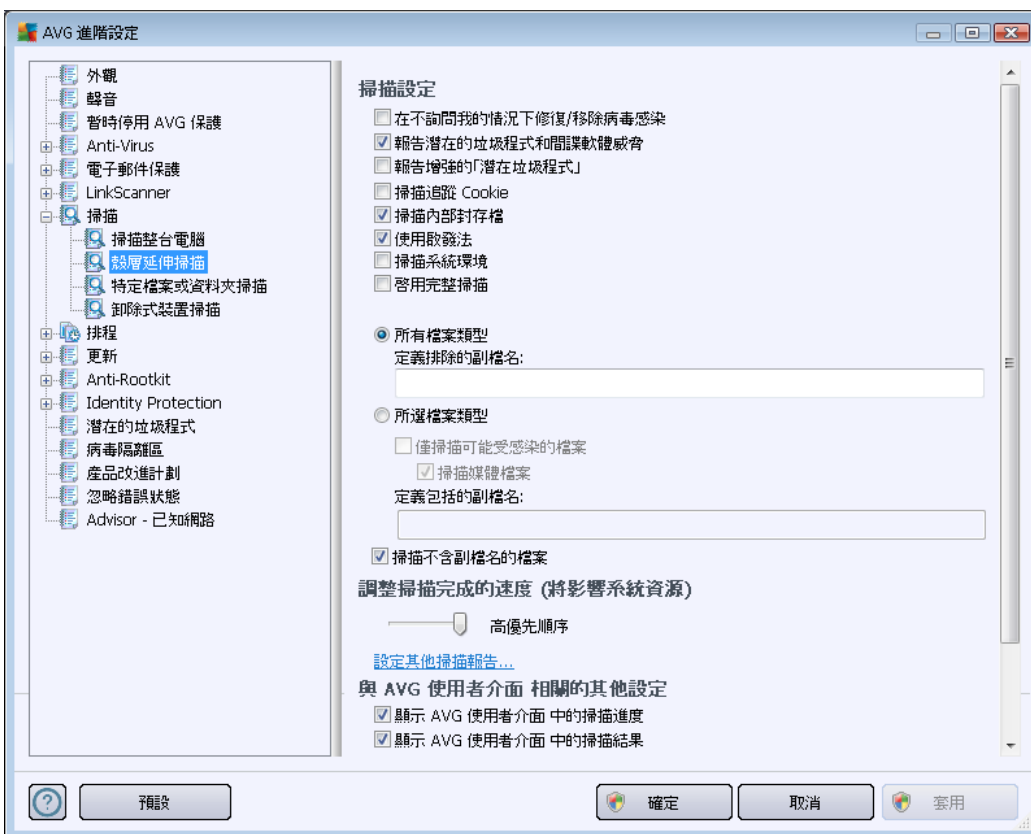 AVG 進階設定
外觀
聲音
暫時停用 AVG 保護
Anti-Virus
電子郵件保護
LinkScanner
掃描
掃描整台電腦
殼層延伸掃描
特定檔案或資料夾掃描
卸除式裝置掃描
排程
更新
Anti-Rootkit
Identity Protection
潛在的垃圾程式
病毒隔離區
產品改進計劃
忽略錯誤狀態
Advisor - 已知網路
掃描設定
在不詢問我的情況下修復/移除病毒感染
報告潛在的垃圾程式和間諜軟體威脅
報告增強的「潛在垃圾程式」
掃描追蹤 Cookie
掃描內部封存檔
使用啟發法
掃描系統環境
啟用完整掃描
所有檔案類型
定義排除的副檔名:
所選檔案類型
僅掃描可能受感染的檔案
掃描媒體檔案
定義包括的副檔名:
掃描不含副檔名的檔案
調整掃描完成的速度 (將影響系統資源)
高優先順序
設定其他掃描報告...
與 AVG 使用者介面 相關的其他設定
顯示 AVG 使用者介面 中的掃描進度
顯示 AVG 使用者介面 中的掃描結果
預設
確定
取消
套用